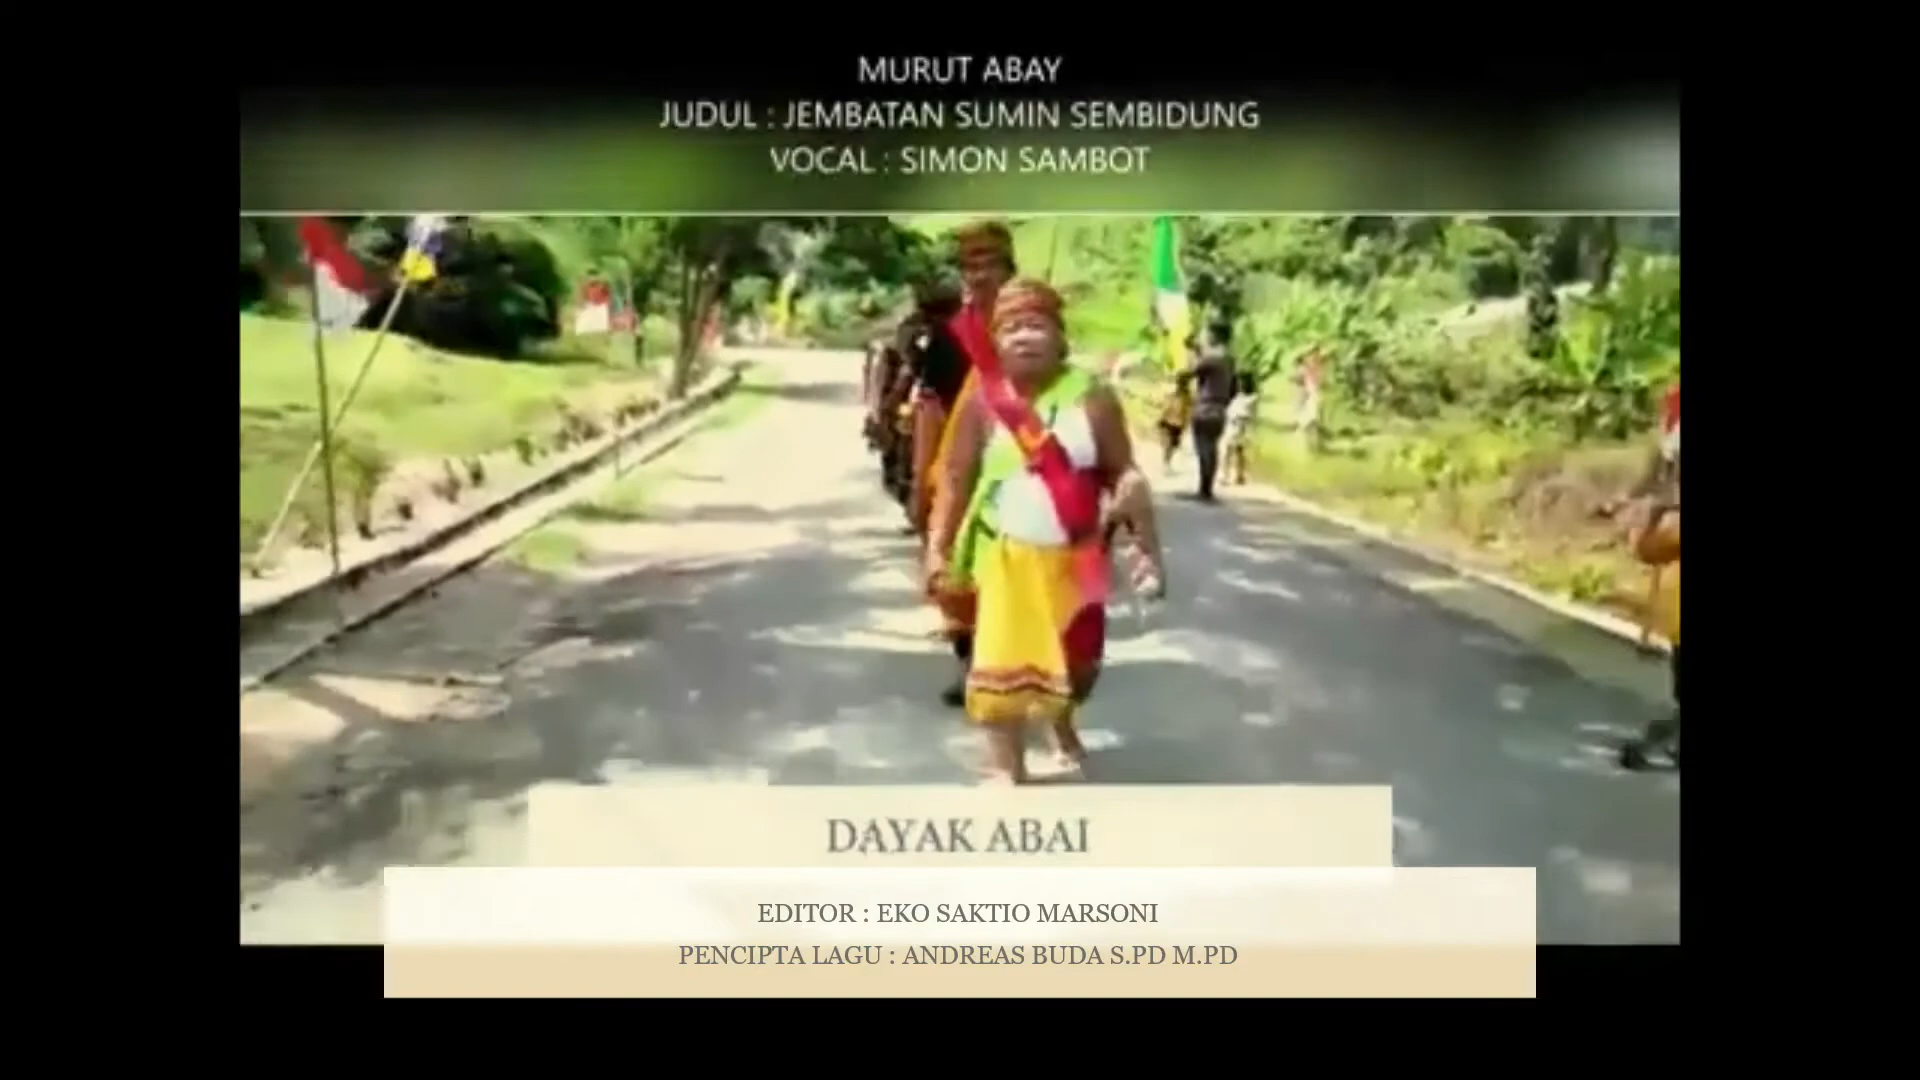 MURUT ABAY
JUDUL : JEMBATAN SUMIN SEMBIDUNG
VOCAL : SIMON SAMBOT
DAYAK ABAI
EDITOR : EKO SAKTIO MARSONI
PENCIPTA LAGU : ANDREAS BUDA S.PD M.PD